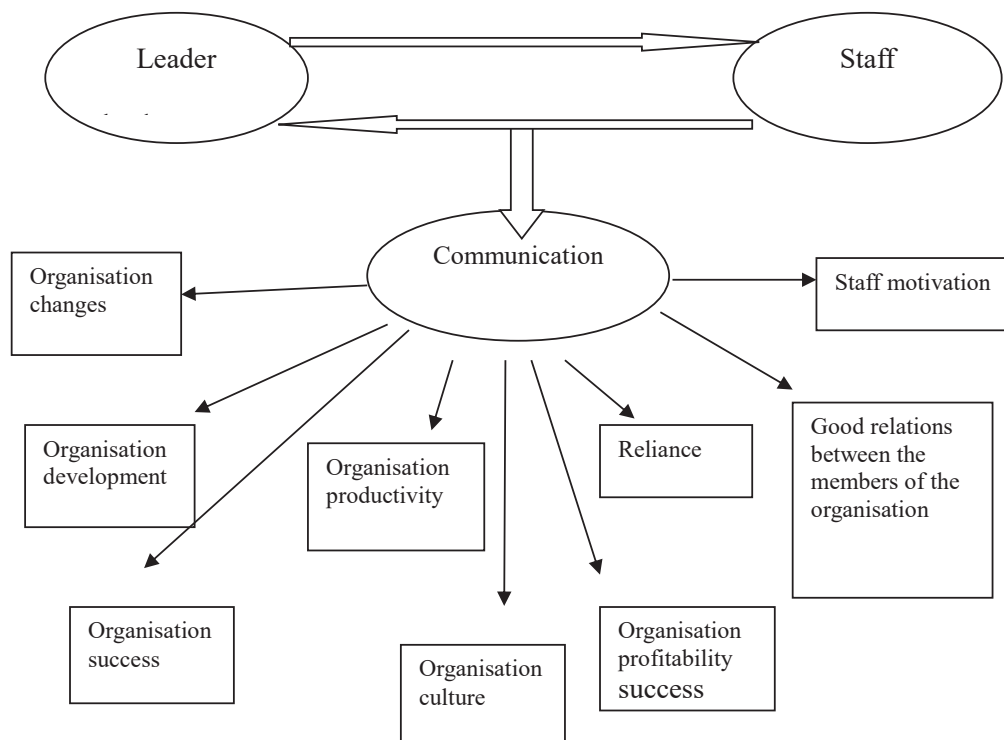 Leader
Staff
Communication
Organisation
changes
Staff motivation
Organisation
development
Organisation
productivity
Reliance
Good relations
between the
members of the
organisation
Organisation
success
Organisation
culture
Organisation
profitability
success